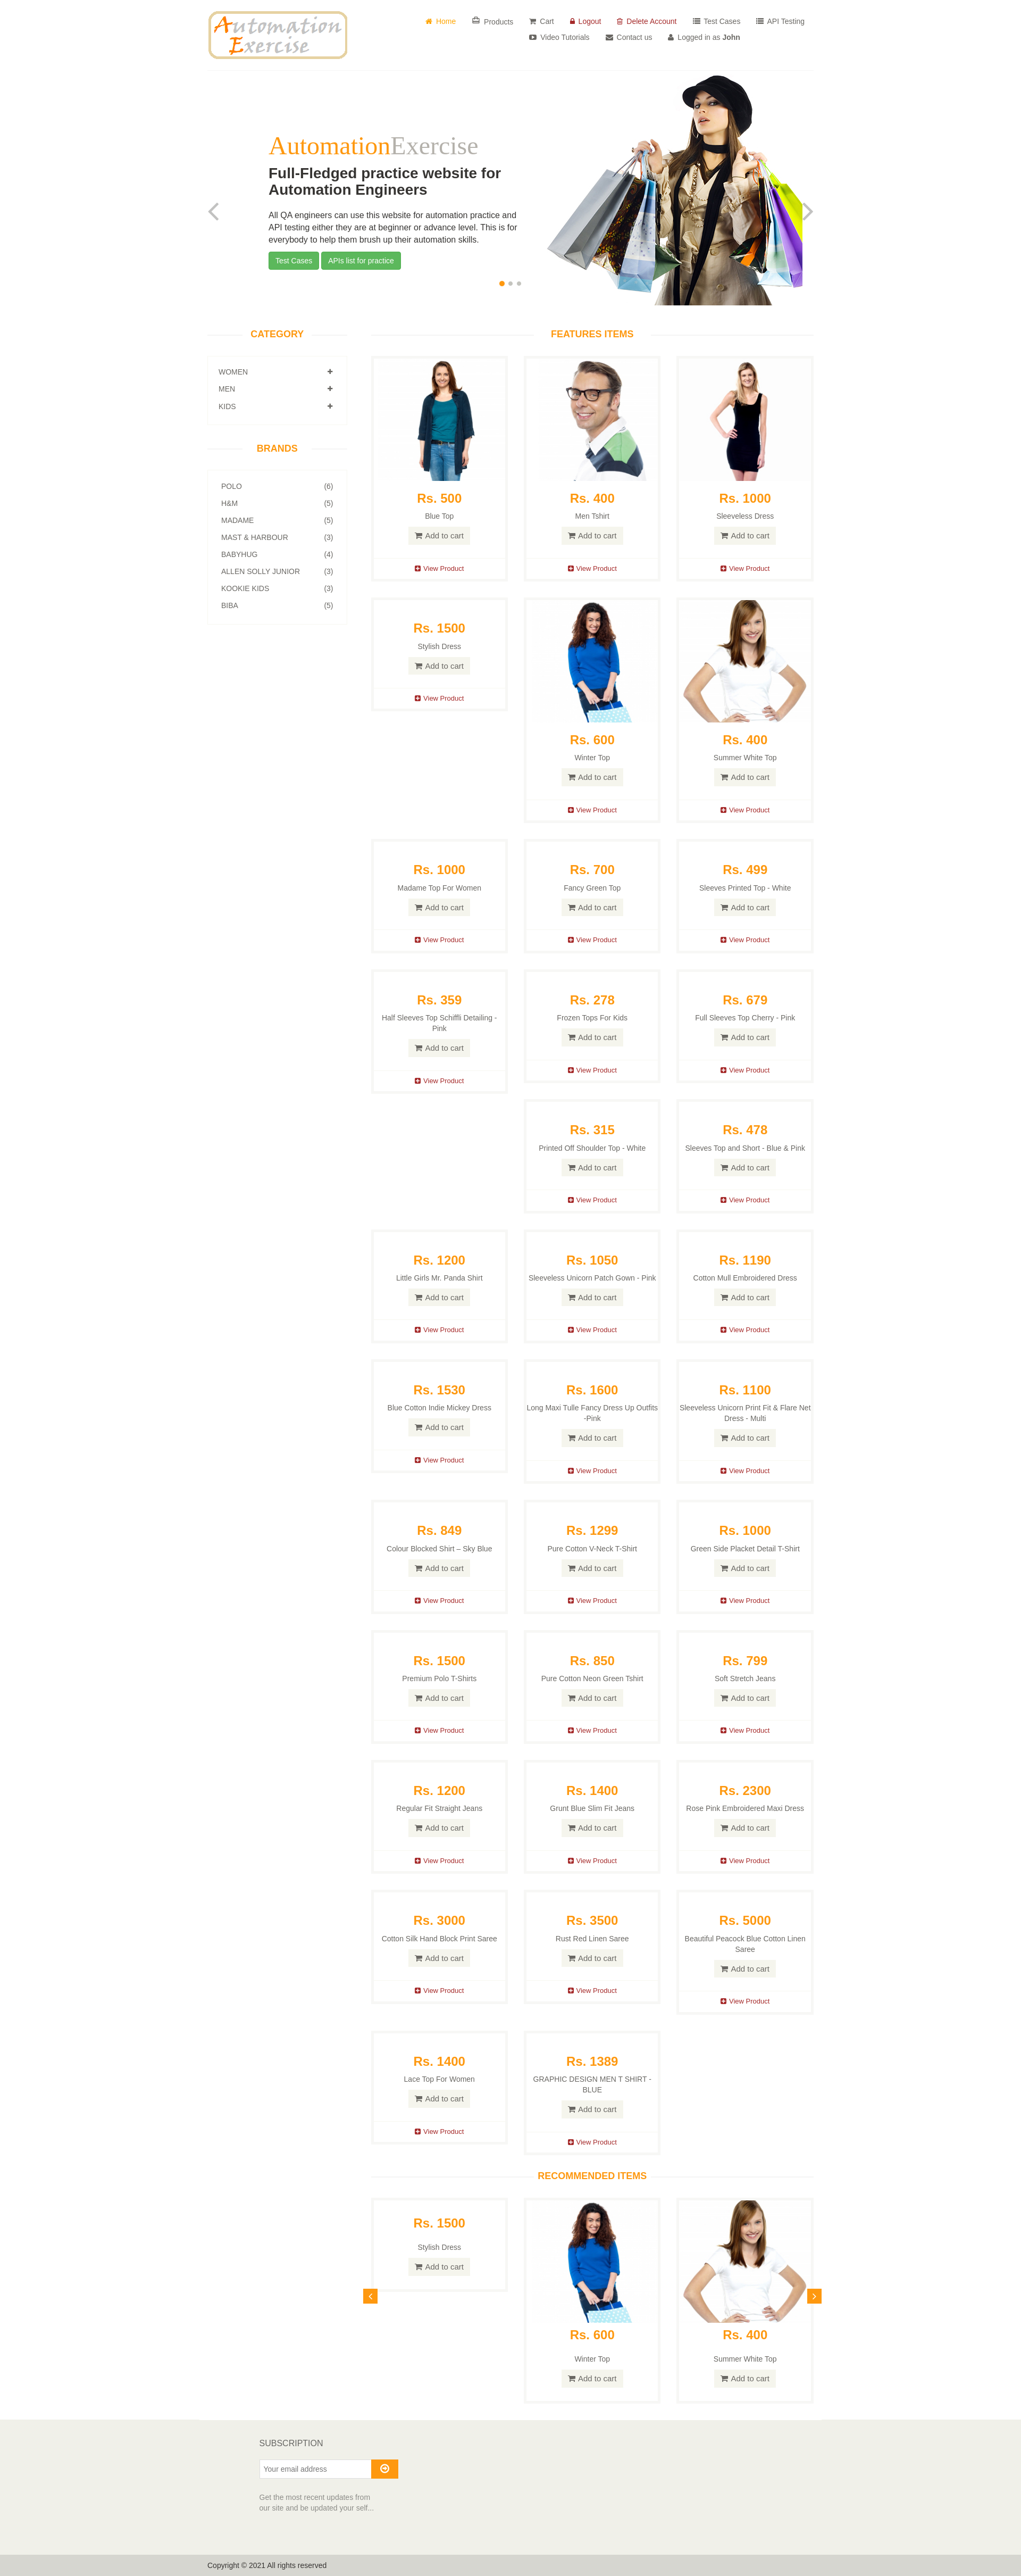 Automation
Exercise
Home Products Cart Logout Delete Account Test Cases API Testing
Video Tutorials Contact us Logged in as John
AutomationExercise
Full-Fledged practice website for
Automation Engineers
All QA engineers can use this website for automation practice and
API testing either they are at beginner or advance level. This is for
everybody to help them brush up their automation skills.
Test Cases APIs list for practice
CATEGORY
WOMEN
MEN
KIDS
BRANDS
POLO (6)
H&M (5)
MADAME (5)
MAST & HARBOUR (3)
BABYHUG (4)
ALLEN SOLLY JUNIOR (3)
KOOKIE KIDS (3)
BIBA (5)
FEATURES ITEMS
Rs. 500
Blue Top
Add to cart
View Product
Rs. 400
Men Tshirt
Add to cart
View Product
Rs. 1000
Sleeveless Dress
Add to cart
View Product
Rs. 1500
Stylish Dress
Add to cart
View Product
Rs. 600
Winter Top
Add to cart
View Product
Rs. 400
Summer White Top
Add to cart
View Product
Rs. 1000
Madame Top For Women
Add to cart
View Product
Rs. 700
Fancy Green Top
Add to cart
View Product
Rs. 499
Sleeves Printed Top - White
Add to cart
View Product
Rs. 359
Half Sleeves Top Schiffli Detailing -
Pink
Add to cart
View Product
Rs. 278
Frozen Tops For Kids
Add to cart
View Product
Rs. 679
Full Sleeves Top Cherry - Pink
Add to cart
View Product
Rs. 315
Printed Off Shoulder Top - White
Add to cart
View Product
Rs. 478
Sleeves Top and Short - Blue & Pink
Add to cart
View Product
Rs. 1200
Little Girls Mr. Panda Shirt
Add to cart
View Product
Rs. 1050
Sleeveless Unicorn Patch Gown - Pink
Add to cart
View Product
Rs. 1190
Cotton Mull Embroidered Dress
Add to cart
View Product
Rs. 1530
Blue Cotton Indie Mickey Dress
Add to cart
View Product
Rs. 1600
Long Maxi Tulle Fancy Dress Up Outfits
-Pink
Add to cart
View Product
Rs. 1100
Sleeveless Unicorn Print Fit & Flare Net
Dress - Multi
Add to cart
View Product
Rs. 849
Colour Blocked Shirt – Sky Blue
Add to cart
View Product
Rs. 1299
Pure Cotton V-Neck T-Shirt
Add to cart
View Product
Rs. 1000
Green Side Placket Detail T-Shirt
Add to cart
View Product
Rs. 1500
Premium Polo T-Shirts
Add to cart
View Product
Rs. 850
Pure Cotton Neon Green Tshirt
Add to cart
View Product
Rs. 799
Soft Stretch Jeans
Add to cart
View Product
Rs. 1200
Regular Fit Straight Jeans
Add to cart
View Product
Rs. 1400
Grunt Blue Slim Fit Jeans
Add to cart
View Product
Rs. 2300
Rose Pink Embroidered Maxi Dress
Add to cart
View Product
Rs. 3000
Cotton Silk Hand Block Print Saree
Add to cart
View Product
Rs. 3500
Rust Red Linen Saree
Add to cart
View Product
Rs. 5000
Beautiful Peacock Blue Cotton Linen
Saree
Add to cart
View Product
Rs. 1400
Lace Top For Women
Add to cart
View Product
Rs. 1389
GRAPHIC DESIGN MEN T SHIRT -
BLUE
Add to cart
View Product
RECOMMENDED ITEMS
Rs. 1500
Stylish Dress
Add to cart
Rs. 600
Winter Top
Add to cart
Rs. 400
Summer White Top
Add to cart
SUBSCRIPTION
Your email address
Get the most recent updates from
our site and be updated your self...
Copyright © 2021 All rights reserved